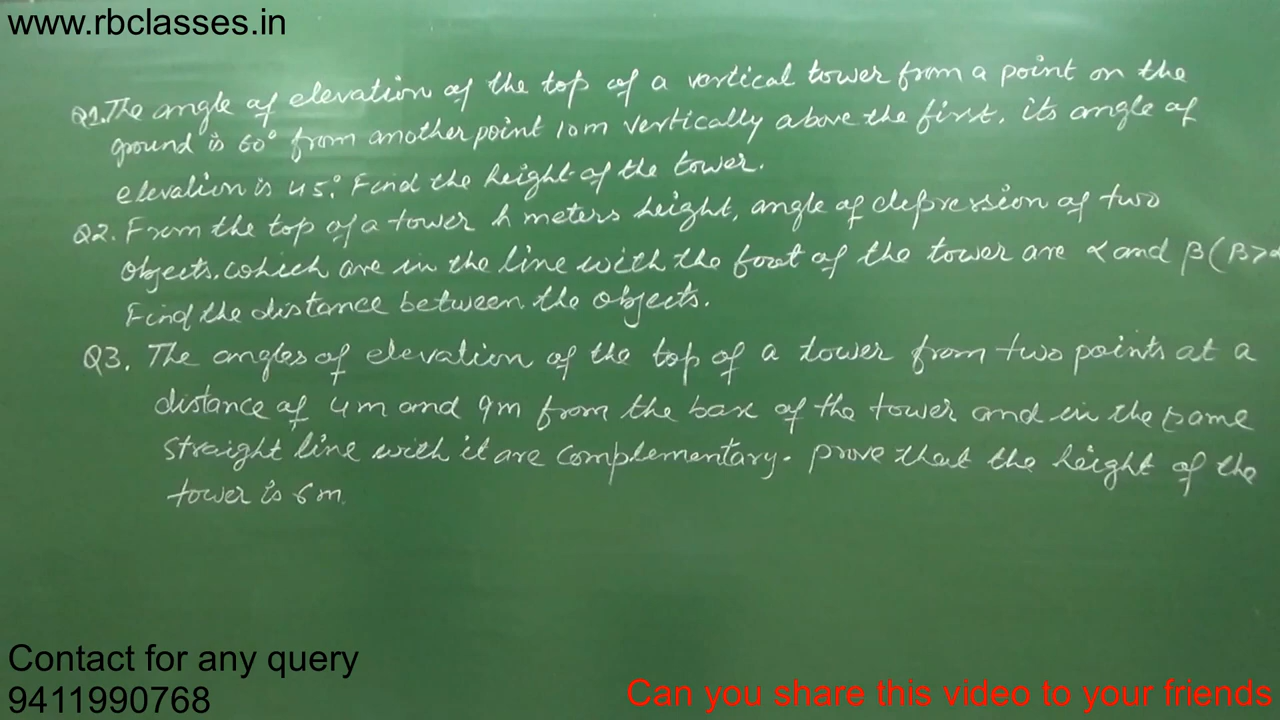 www.rbclasses.in
Q1. The angle of elevation of the top of a vertical tower from a point on the
ground is 60° from another point 10m vertically above the first, its angle of
elevation is 45°. Find the height of the tower.
Q2. From the top of a tower h meters height, angle of depression of two
objects, which are in the line with the foot of the tower are α and β (β>α
Find the distance between the objects.
Q3. The angles of elevation of the top of a tower from two points at a
distance of 4m and 9m from the base of the tower and in the same
straight line with it are complementary. prove that the height of the
tower is 6m.
Contact for any query
9411990768
Can you share this video to your friends